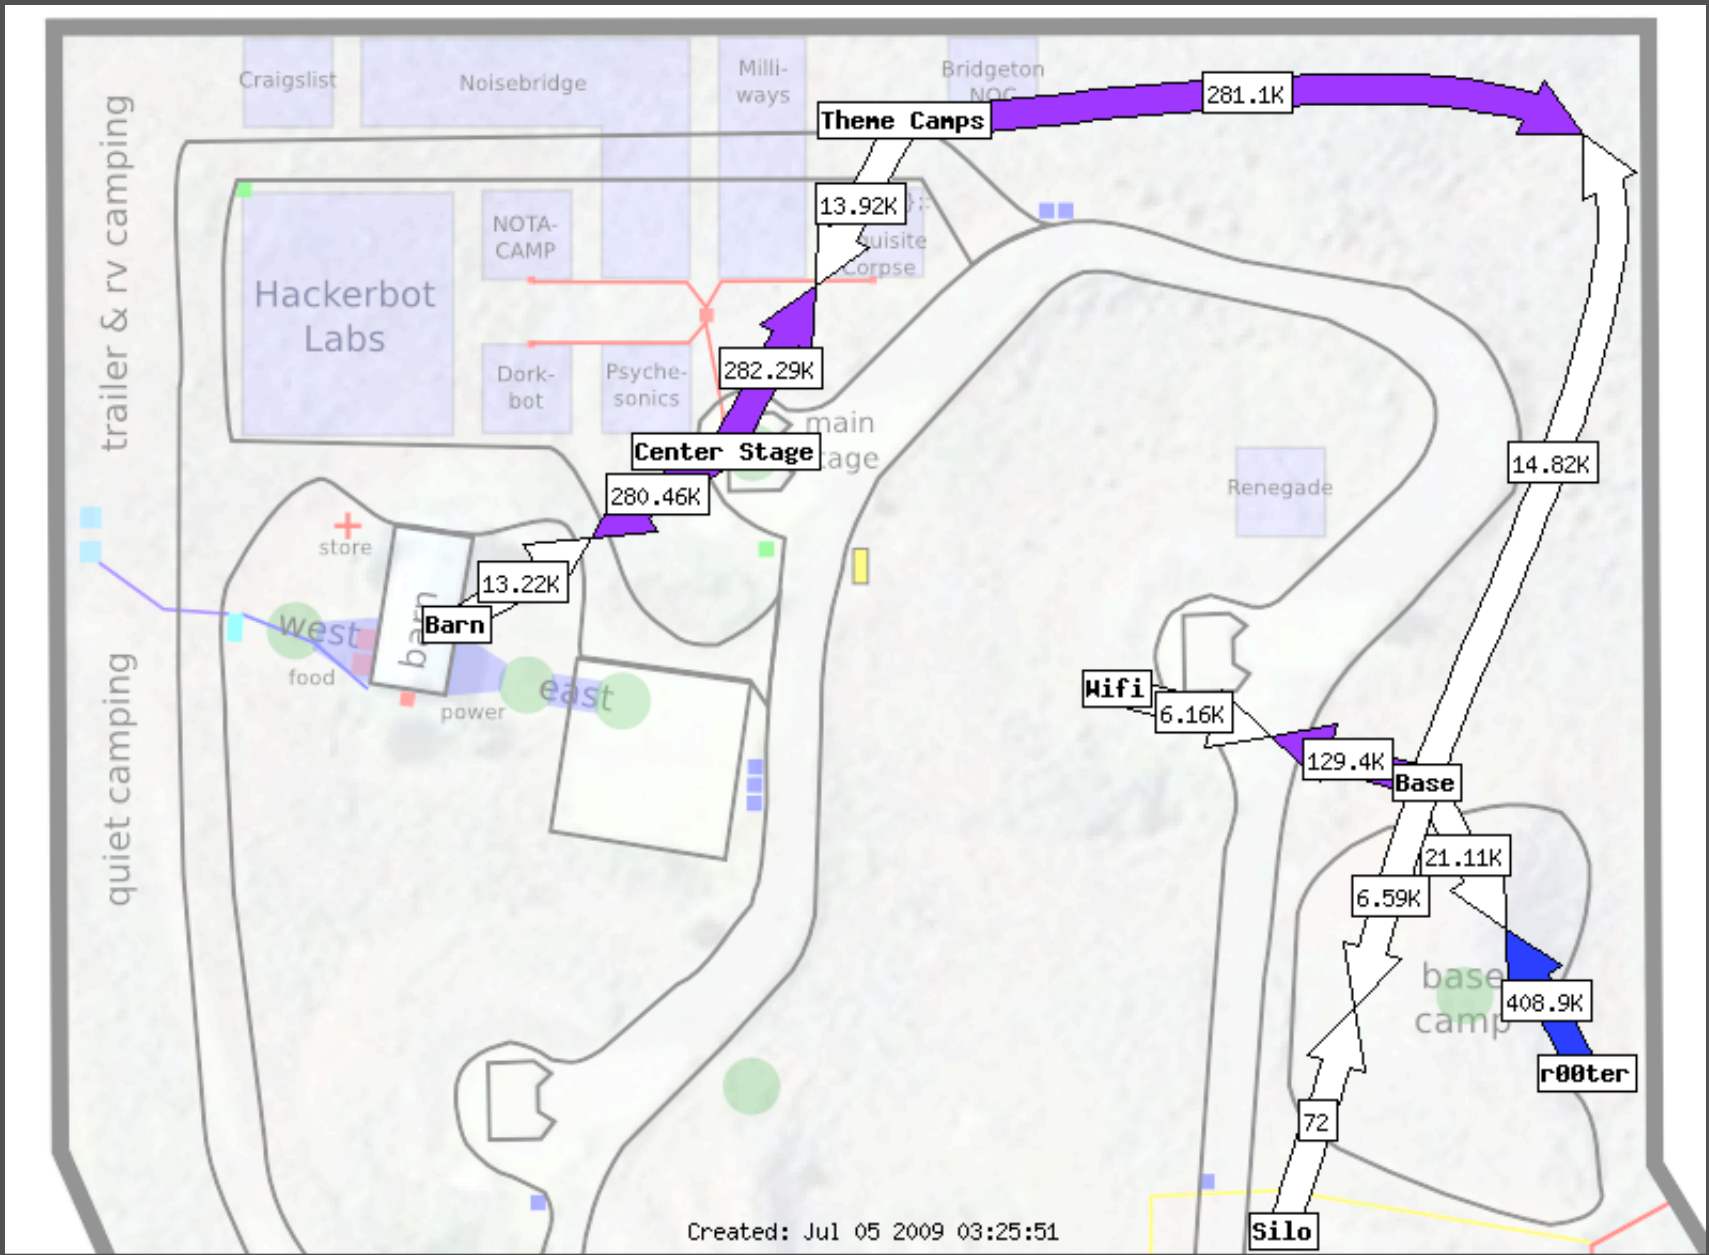 Craigslist
Noisebridge
Milli-
ways
Bridgeton
NOC
Theme Camps
281.1K
trailer & rv camping
13.92K
};:
NOTA-
CAMP
Corpse
Hackerbot
Labs
282.29K
Dork-
bot
Psyche-
sonics
main
Center Stage
14.82K
280.46K
Renegade
store
13.22K
barn
Barn
west
food
east
power
Wifi
6.16K
129.4K
Base
quiet camping
21.11K
6.59K
base
camp
408.9K
r00ter
72
Created: Jul 05 2009 03:25:51
Silo